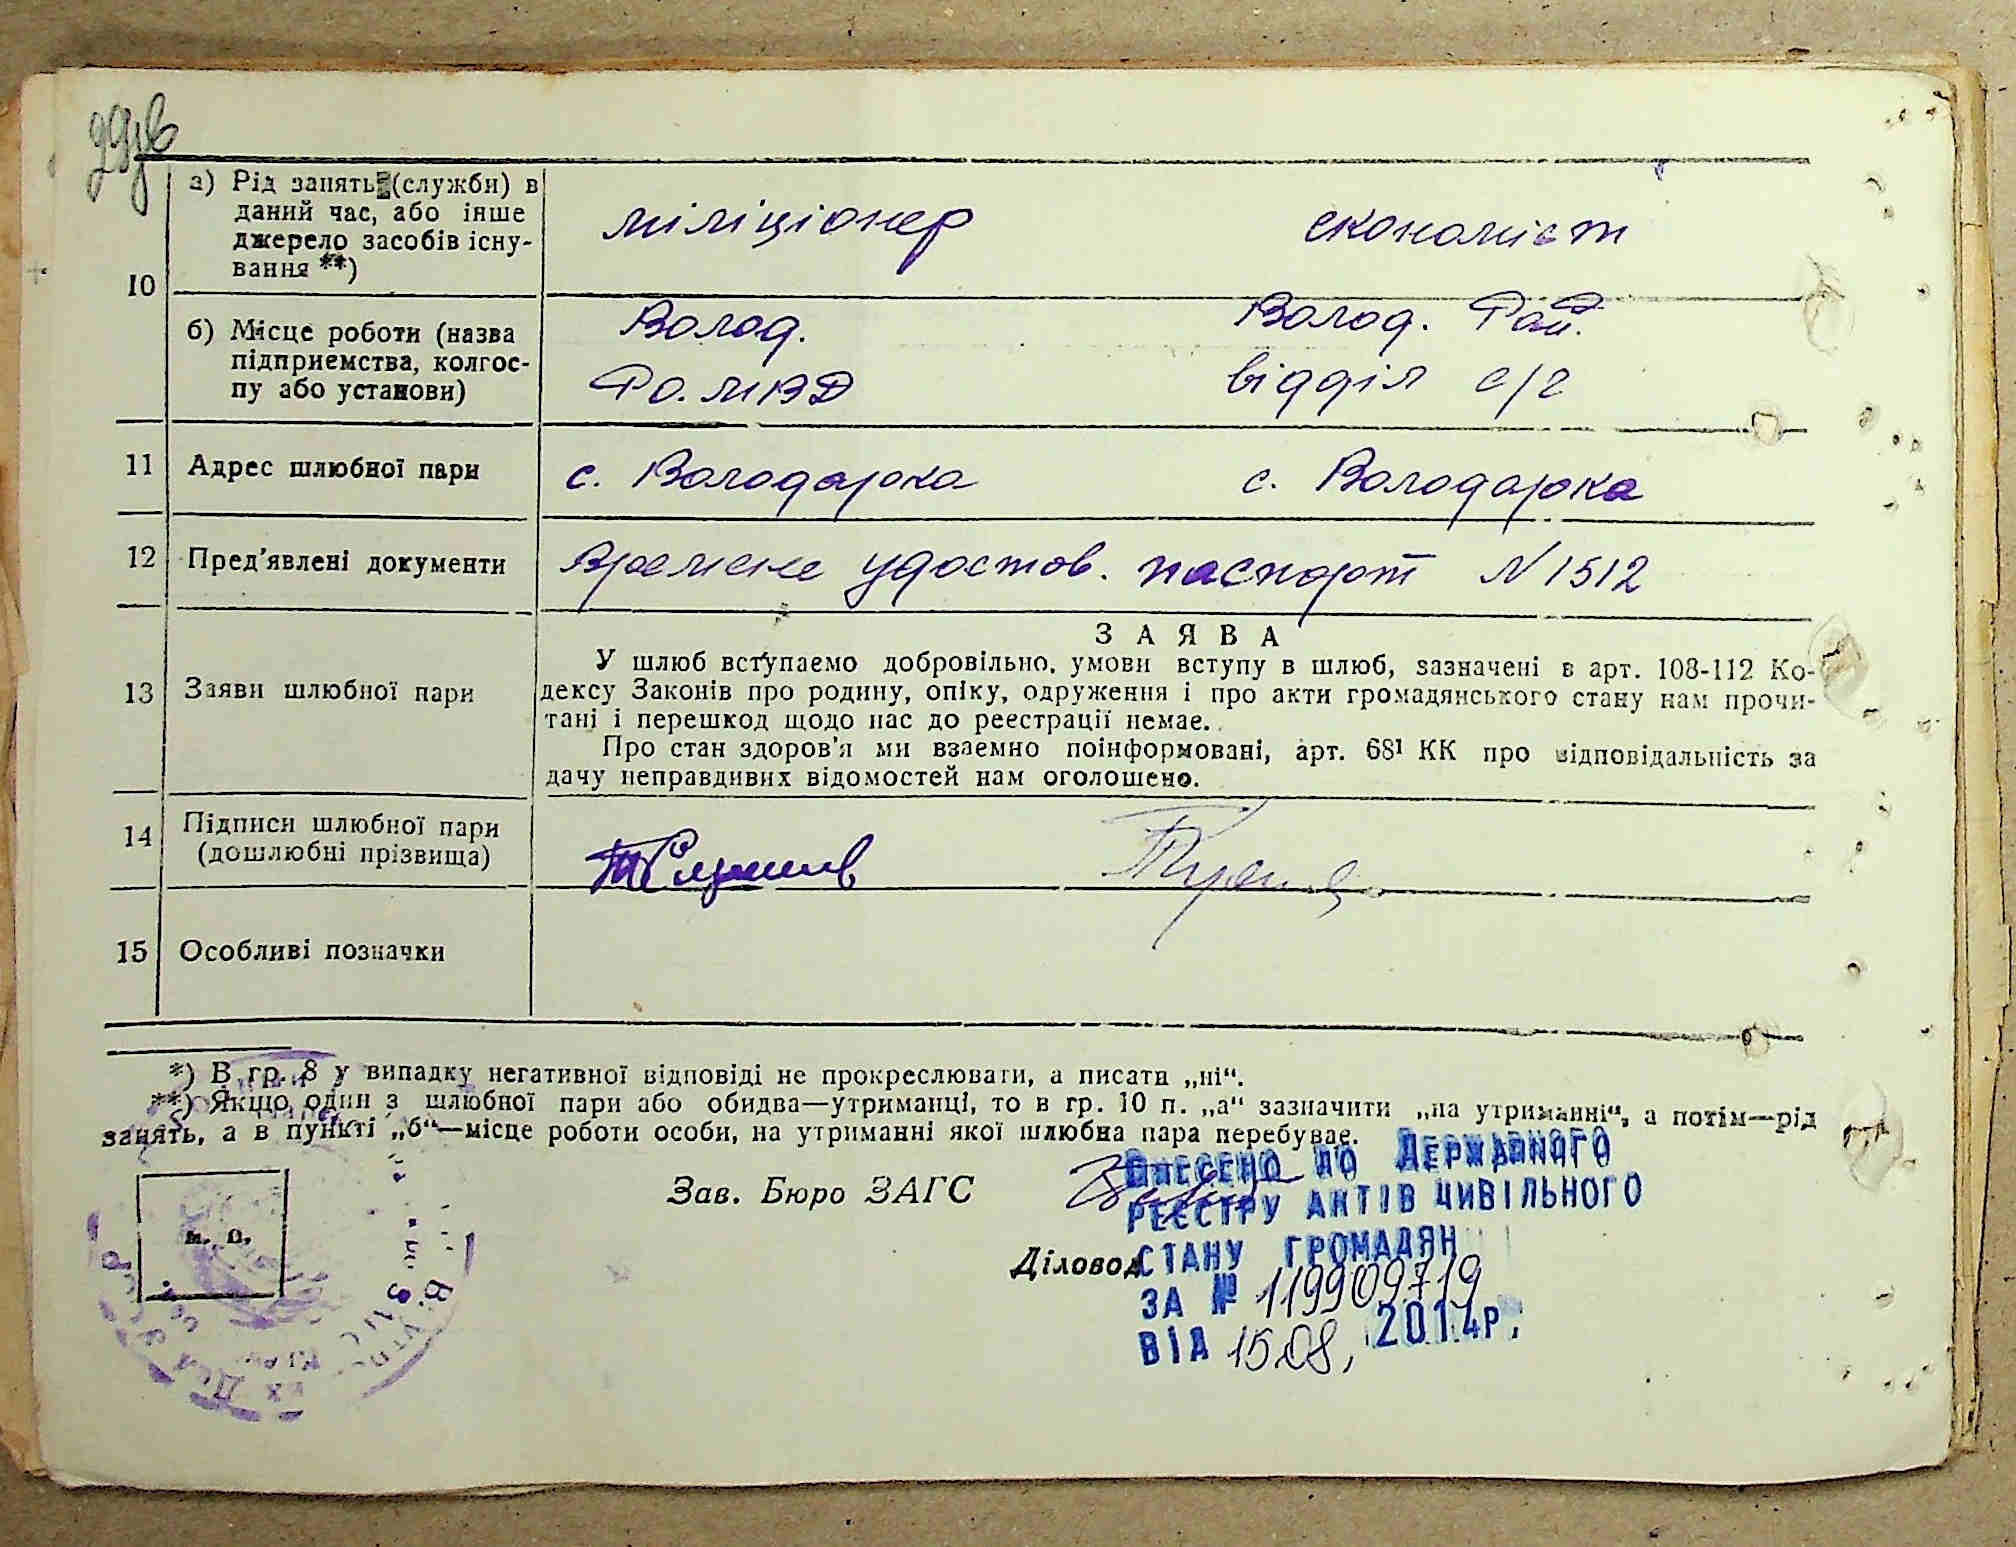 29зв
10
а) Рід занять (служби) в
даний час, або інше
джерело засобів існу-
вання **)
міліціонер
економіст
б) Місце роботи (назва
підприємства, колгос-
пу або установи)
Волод.
Ро. МВД
Волод. Рай.
відділ с/г
11 Адрес шлюбної пари с. Володарка с. Володарка
12 Пред'явлені документи Времене удостов. паспорт N 1512
13 Заяви шлюбної пари
ЗАЯВА
У шлюб вступаємо добровільно, умови вступу в шлюб, зазначені в арт. 108-112 Ко-
дексу Законів про родину, опіку, одруження і про акти громадянського стану нам прочи-
тані і перешкод щодо нас до реєстрації немає.
Про стан здоров'я ми взаємно поінформовані, арт. 68¹ КК про відповідальність за
дачу неправдивих відомостей нам оголошено.
14 Підписи шлюбної пари
(дошлюбні прізвища)
15 Особливі позначки
*) В гр. 8 у випадку негативної відповіді не прокреслювати, а писати „ні“.
**) Якщо один з шлюбної пари або обидва—утриманці, то в гр. 10 п. „а“ зазначити „на утриманні“, а потім—рід
занять, а в пункті „б“—місце роботи особи, на утриманні якої шлюбна пара перебуває.
м. п.
Зав. Бюро ЗАГС
Діловод
ВНЕСЕНО ДО ДЕРЖАВНОГО
РЕЄСТРУ АКТІВ ЦИВІЛЬНОГО
СТАНУ ГРОМАДЯН
ЗА № 119909719
ВІД 15.08, 2014р.